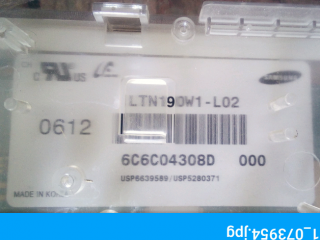 SAMSUNG
LTN190W1-L02
0612
6C6C04308D 000
USP6639589/USP5280371
MADE IN KOREA
1_073954.jpg